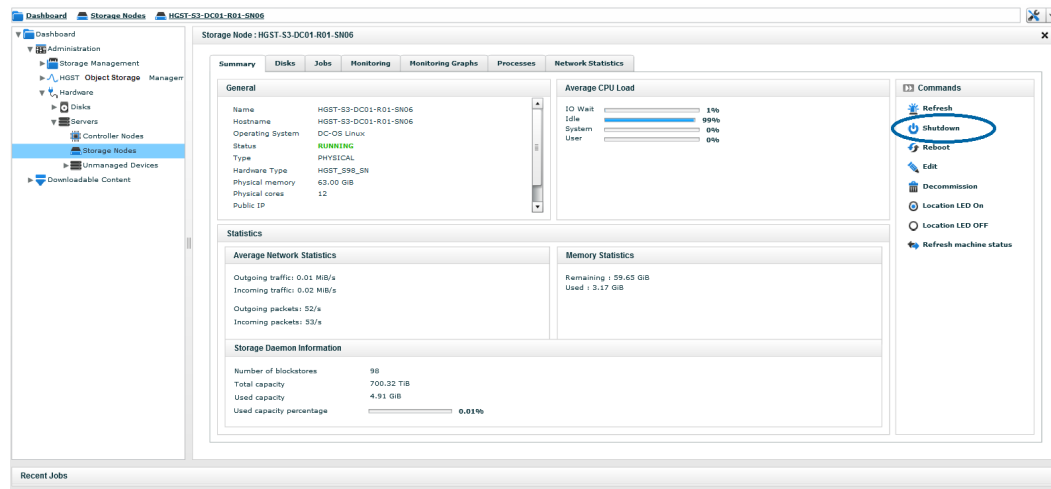 Dashboard Storage Nodes HGST-S3-DC01-R01-SN06
Dashboard
Administration
Storage Management
HGST Object Storage Managem
Hardware
Disks
Servers
Controller Nodes
Storage Nodes
Unmanaged Devices
Downloadable Content
Storage Node : HGST-S3-DC01-R01-SN06
Summary Disks Jobs Monitoring Monitoring Graphs Processes Network Statistics
General
Name HGST-S3-DC01-R01-SN06
Hostname HGST-S3-DC01-R01-SN06
Operating System DC-OS Linux
Status RUNNING
Type PHYSICAL
Hardware Type HGST_S98_SN
Physical memory 63.00 GiB
Physical cores 12
Public IP
Average CPU Load
IO Wait 1%
Idle 99%
System 0%
User 0%
Statistics
Average Network Statistics
Outgoing traffic: 0.01 MiB/s
Incoming traffic: 0.02 MiB/s
Outgoing packets: 52/s
Incoming packets: 53/s
Memory Statistics
Remaining : 59.65 GiB
Used : 3.17 GiB
Storage Daemon Information
Number of blockstores 98
Total capacity 700.32 TiB
Used capacity 4.91 GiB
Used capacity percentage 0.01%
Commands
Refresh
Shutdown
Reboot
Edit
Decommission
Location LED On
Location LED OFF
Refresh machine status
Recent Jobs